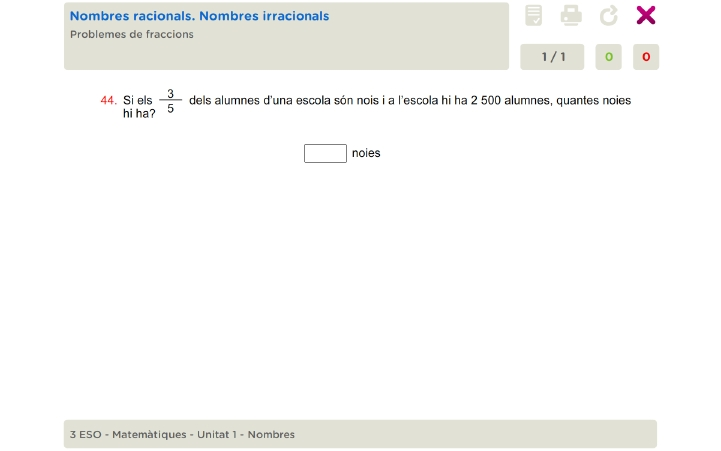 Nombres racionals. Nombres irracionals
Problemes de fraccions
1 / 1
0
0
44. Si els 3/5 dels alumnes d'una escola són nois i a l'escola hi ha 2 500 alumnes, quantes noies
hi ha?
noies
3 ESO - Matemàtiques - Unitat 1 - Nombres